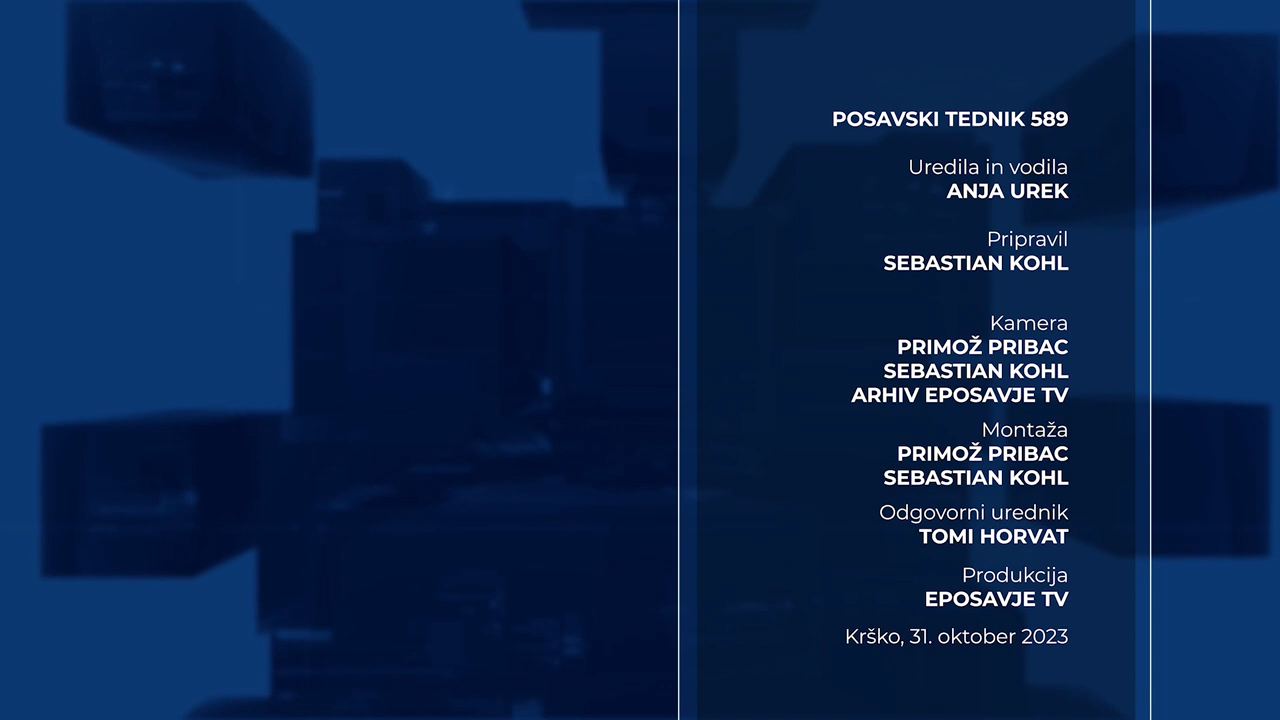 POSAVSKI TEDNIK 589
Uredila in vodila
ANJA UREK
Pripravil
SEBASTIAN KOHL
Kamera
PRIMOŽ PRIBAC
SEBASTIAN KOHL
ARHIV EPOSAVJE TV
Montaža
PRIMOŽ PRIBAC
SEBASTIAN KOHL
Odgovorni urednik
TOMI HORVAT
Produkcija
EPOSAVJE TV
Krško, 31. oktober 2023